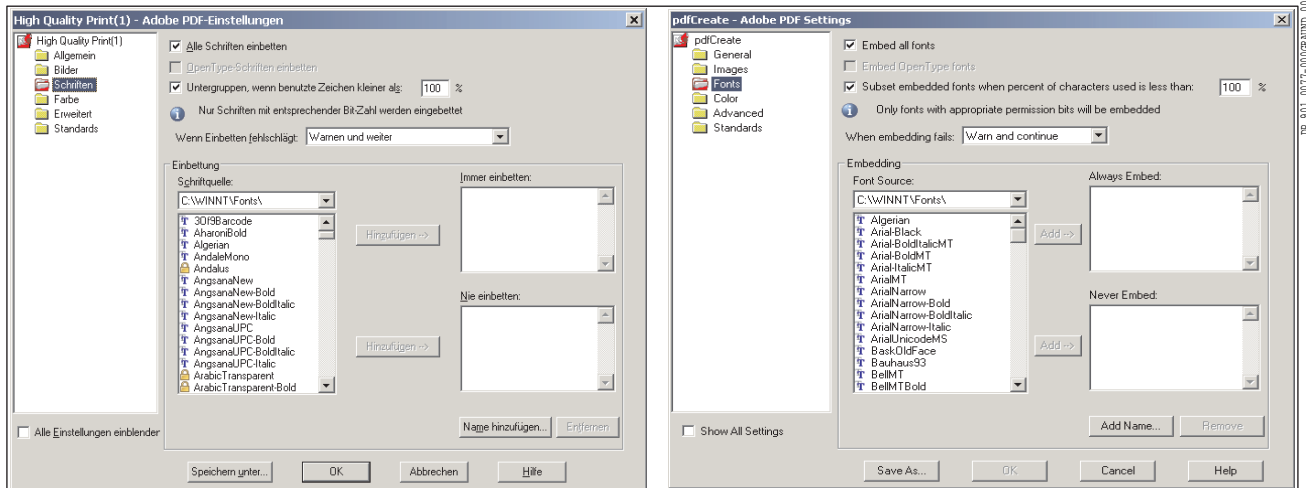 High Quality Print(1) - Adobe PDF-Einstellungen
High Quality Print(1)
Allgemein
Bilder
Schriften
Farbe
Erweitert
Standards
Alle Einstellungen einblender
Alle Schriften einbetten
OpenType-Schriften einbetten
Untergruppen, wenn benutzte Zeichen kleiner als: 100 %
Nur Schriften mit entsprechender Bit-Zahl werden eingebettet
Wenn Einbetten fehlschlägt: Warnen und weiter
Einbettung
Schriftquelle:
C:\WINNT\Fonts\
3Of9Barcode
AharoniBold
Algerian
AndaleMono
Andalus
AngsanaNew
AngsanaNew-Bold
AngsanaNew-BoldItalic
AngsanaNew-Italic
AngsanaUPC
AngsanaUPC-Bold
AngsanaUPC-BoldItalic
AngsanaUPC-Italic
ArabicTransparent
ArabicTransparent-Bold
Hinzufügen -->
Hinzufügen -->
Immer einbetten:
Nie einbetten:
Name hinzufügen... Entfernen
Speichern unter... OK Abbrechen Hilfe
pdfCreate - Adobe PDF Settings
pdfCreate
General
Images
Fonts
Color
Advanced
Standards
Show All Settings
Embed all fonts
Embed OpenType fonts
Subset embedded fonts when percent of characters used is less than: 100 %
Only fonts with appropriate permission bits will be embedded
When embedding fails: Warn and continue
Embedding
Font Source:
C:\WINNT\Fonts\
Algerian
Arial-Black
Arial-BoldItalicMT
Arial-BoldMT
Arial-ItalicMT
ArialMT
ArialNarrow
ArialNarrow-Bold
ArialNarrow-BoldItalic
ArialNarrow-Italic
ArialUnicodeMS
BaskOldFace
Bauhaus93
BellMT
BellMTBold
Add -->
Add -->
Always Embed:
Never Embed:
Add Name... Remove
Save As... OK Cancel Help